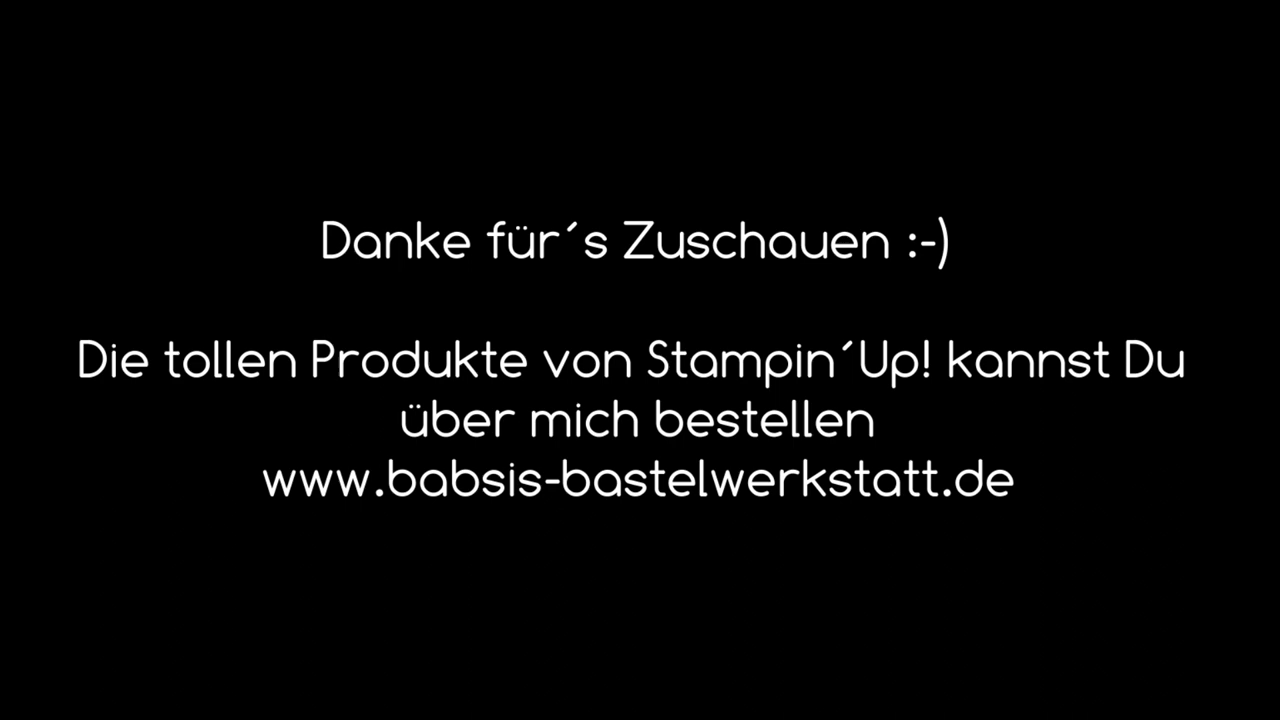 Danke für´s Zuschauen :-)
Die tollen Produkte von Stampin´Up! kannst Du
über mich bestellen
www.babsis-bastelwerkstatt.de